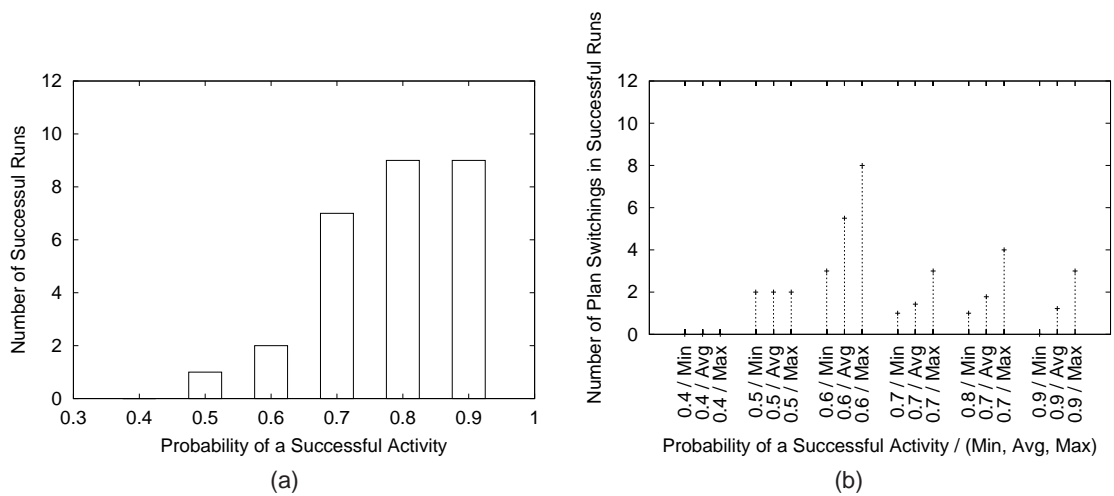 Number of Successful Runs
12
10
8
6
4
2
0
0.3 0.4 0.5 0.6 0.7 0.8 0.9 1
Probability of a Successful Activity
(a)
Number of Plan Switchings in Successful Runs
12
10
8
6
4
2
0
0.4 / Min
0.4 / Avg
0.4 / Max
0.5 / Min
0.5 / Avg
0.5 / Max
0.6 / Min
0.6 / Avg
0.6 / Max
0.7 / Min
0.7 / Avg
0.7 / Max
0.8 / Min
0.7 / Avg
0.7 / Max
0.9 / Min
0.9 / Avg
0.9 / Max
Probability of a Successful Activity / (Min, Avg, Max)
(b)